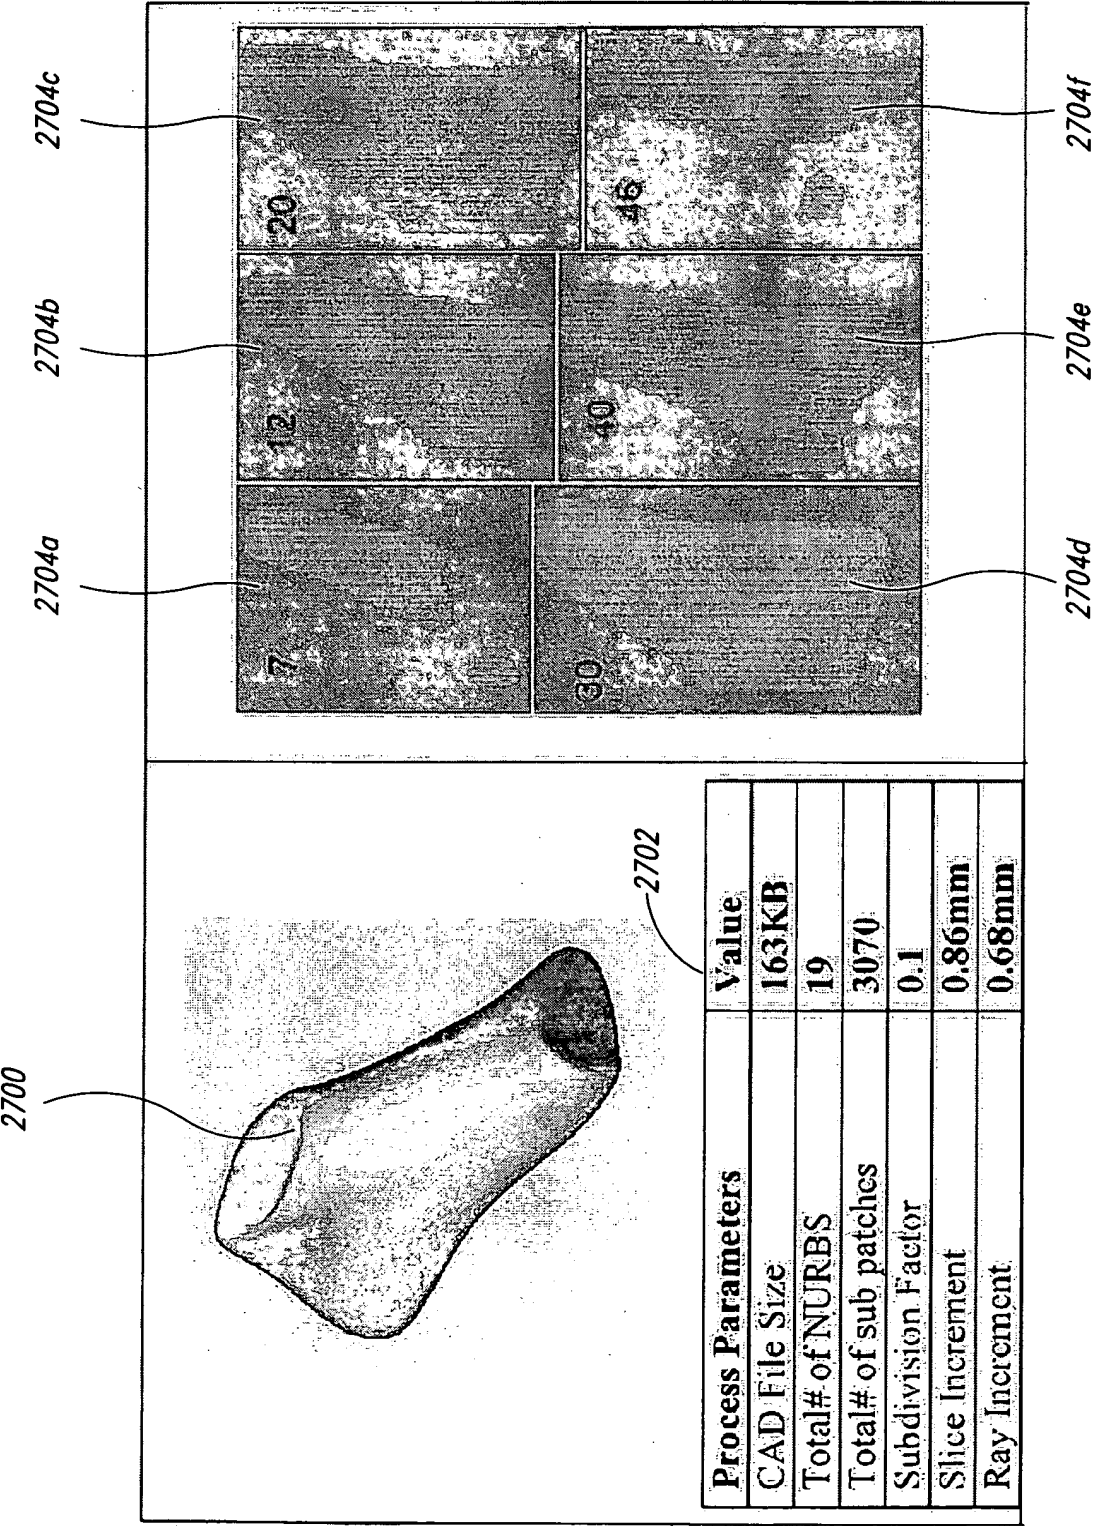 2700
2702
Process Parameters Value
CAD File Size 163KB
Total# of NURBS 19
Total# of sub patches 3070
Subdivision Factor 0.1
Slice Increment 0.86mm
Ray Increment 0.68mm
2704a
2704b
2704c
7
12
20
30
40
46
2704d
2704e
2704f